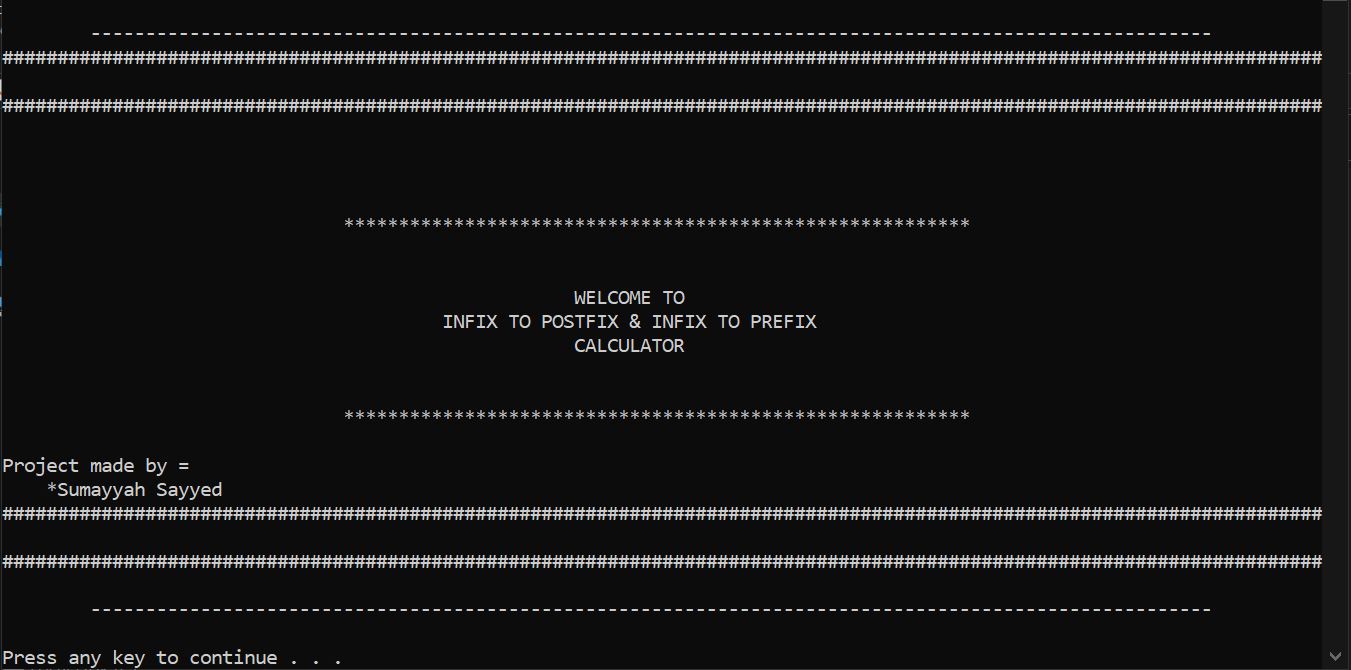 ------------------------------------------------------------------------------------------------------
########################################################################################################################
########################################################################################################################
*********************************************************
WELCOME TO
INFIX TO POSTFIX & INFIX TO PREFIX
CALCULATOR
*********************************************************
Project made by =
*Sumayyah Sayyed
########################################################################################################################
########################################################################################################################
------------------------------------------------------------------------------------------------------
Press any key to continue . . .